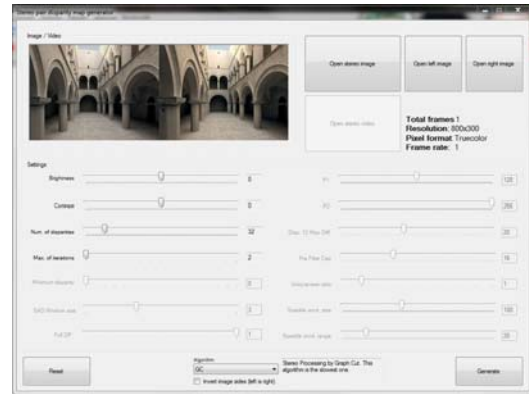 Stereo pair disparity map generator
Image / Video
Open stereo image
Open left image
Open right image
Open stereo video
Total frames 1
Resolution: 800x300
Pixel format Truecolor
Frame rate: 1
Settings
Brightness
0
Contrast
0
Num. of disparities
32
Max. of iterations
2
Minimum disparity
0
SAD Window size
3
Full DP
1
P1
128
P2
Disp. 12 Max Diff
20
Pre Filter Cap
16
Uniqueness ratio
1
Speckle wind. size
100
Speckle wind. range
20
Reset
Algorithm
GC
Invert image sides (left is right)
Stereo Processing by Graph Cut. This
algorithm is the slowest one.
Generate